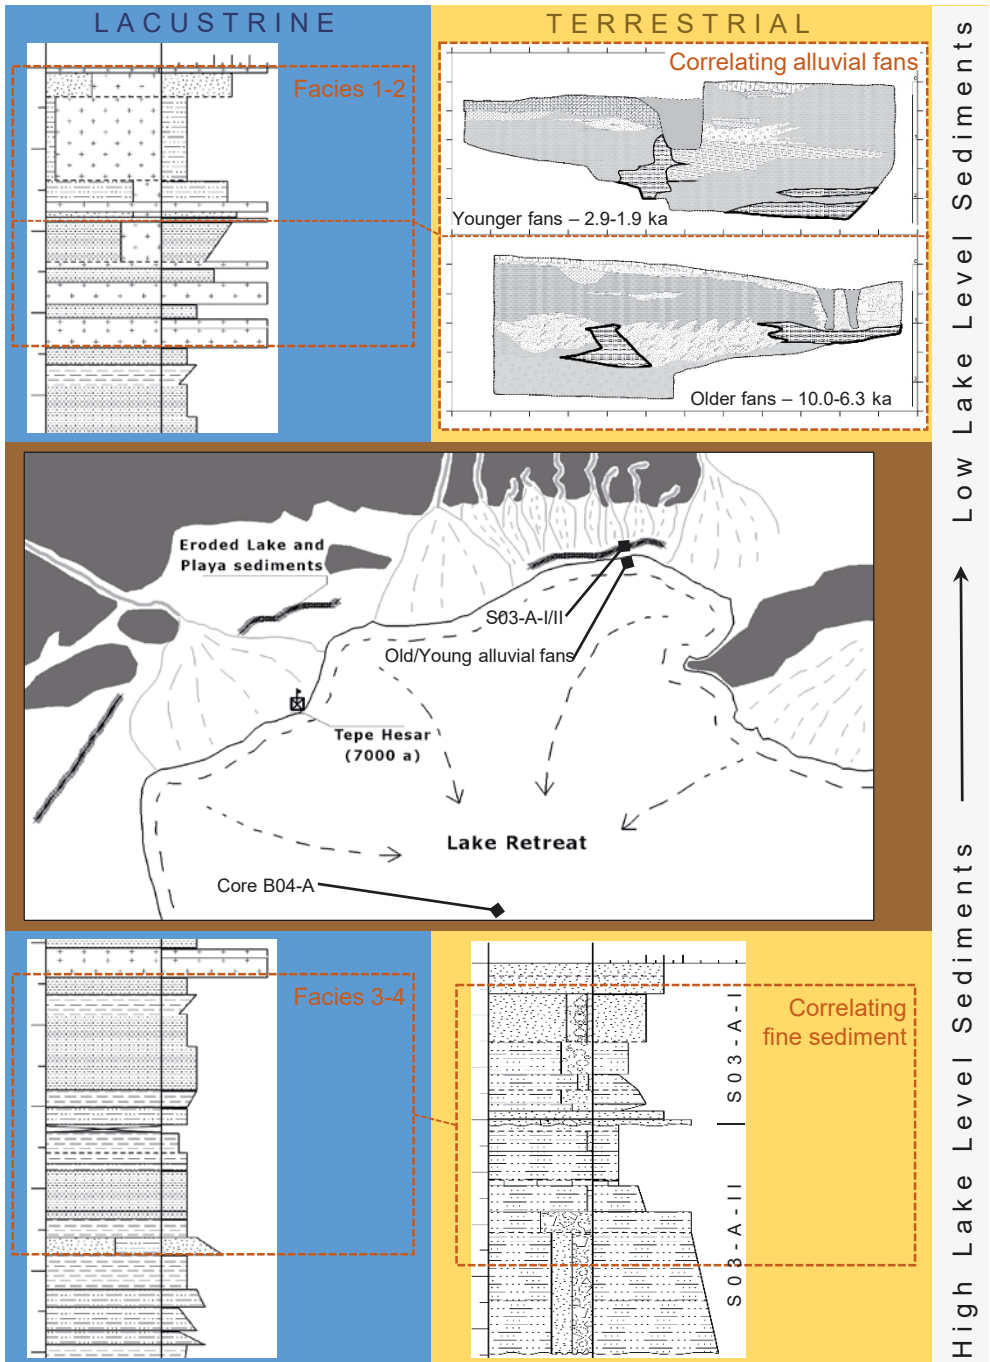 LACUSTRINE
TERRESTRIAL
Facies 1-2
Correlating alluvial fans
Younger fans – 2.9-1.9 ka
Older fans – 10.0-6.3 ka
Low Lake Level Sediments
Eroded Lake and
Playa sediments
S03-A-I/II
Old/Young alluvial fans
Tepe Hesar
(7000 a)
Lake Retreat
Core B04-A
Facies 3-4
Correlating
fine sediment
S03-A-I
S03-A-II
High Lake Level Sediments